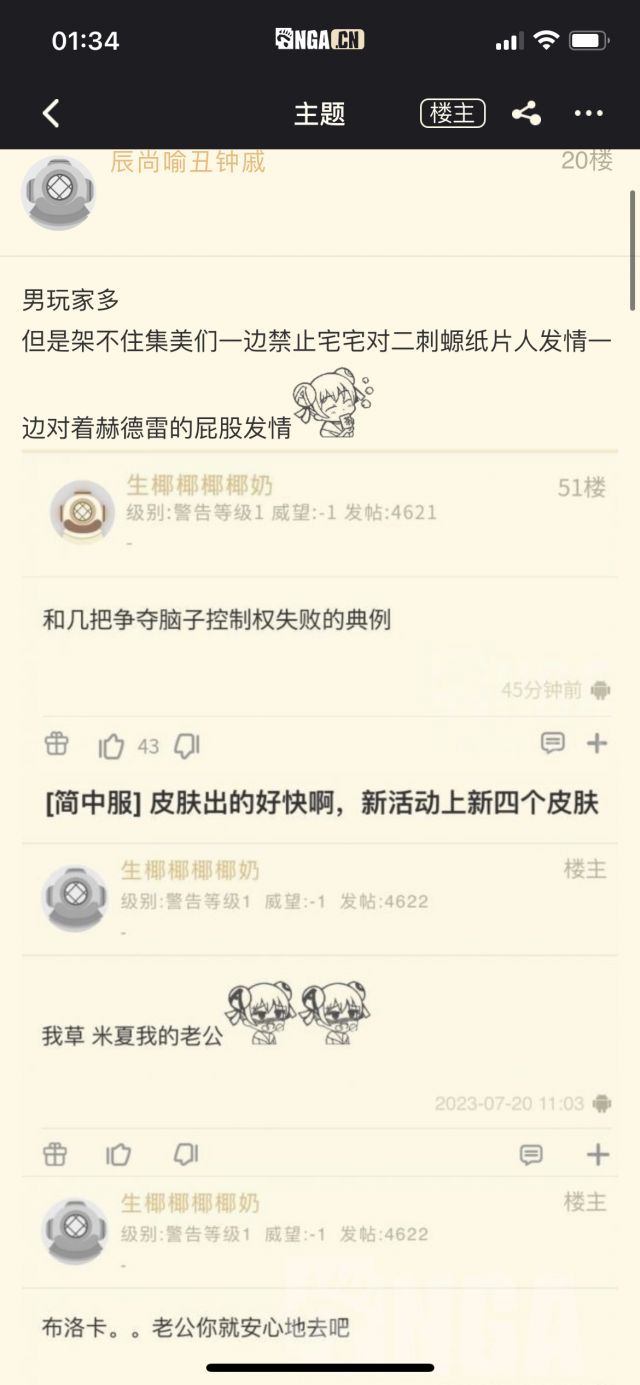 01:34
NGA.CN
主题
楼主
辰尚喻丑钟戚
20楼
男玩家多
但是架不住集美们一边禁止宅宅对二刺螈纸片人发情一
边对着赫德雷的屁股发情
生椰椰椰椰奶
51楼
级别:警告等级1 威望:-1 发帖:4621
-
和几把争夺脑子控制权失败的典例
45分钟前
43
[简中服] 皮肤出的好快啊，新活动上新四个皮肤
生椰椰椰椰奶
楼主
级别:警告等级1 威望:-1 发帖:4622
-
我草 米夏我的老公
2023-07-20 11:03
生椰椰椰椰奶
楼主
级别:警告等级1 威望:-1 发帖:4622
-
布洛卡。。老公你就安心地去吧
NGA